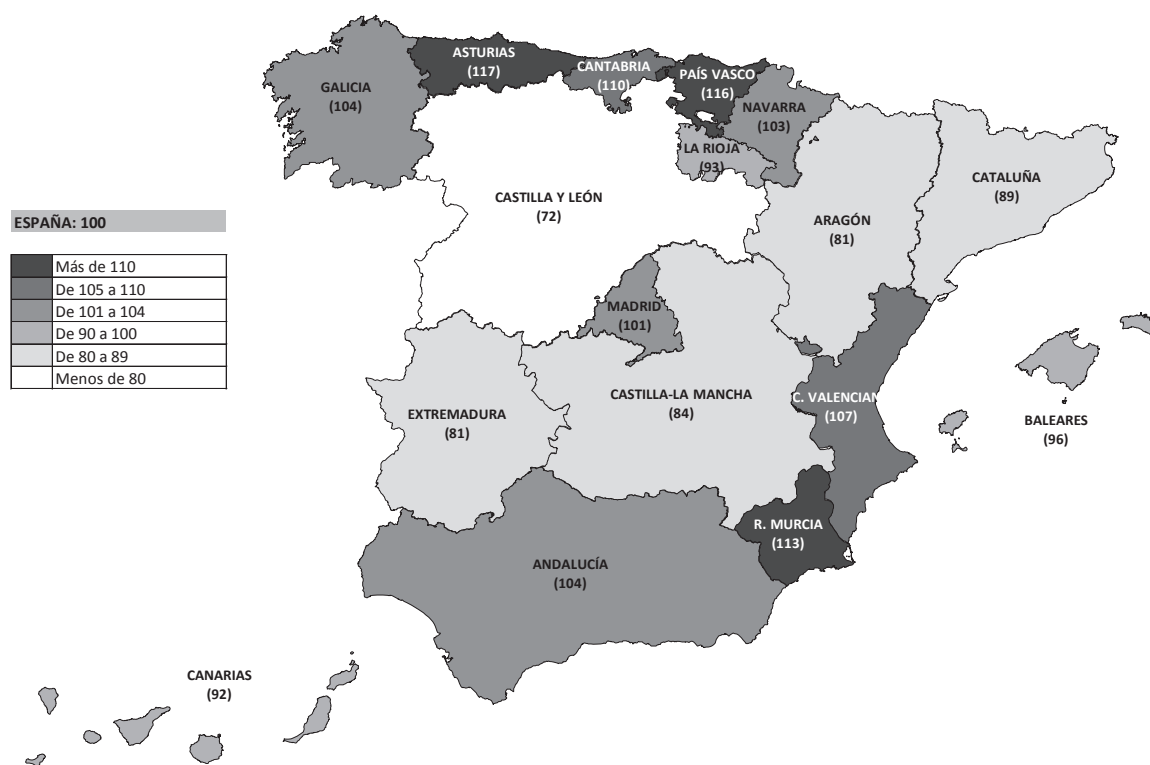 ASTURIAS
(117)
CANTABRIA
(110)
PAÍS VASCO
(116)
GALICIA
(104)
NAVARRA
(103)
LA RIOJA
(93)
CASTILLA Y LEÓN
(72)
CATALUÑA
(89)
ARAGÓN
(81)
ESPAÑA: 100
Más de 110
De 105 a 110
De 101 a 104
De 90 a 100
De 80 a 89
Menos de 80
MADRID
(101)
EXTREMADURA
(81)
CASTILLA-LA MANCHA
(84)
C. VALENCIAN
(107)
BALEARES
(96)
R. MURCIA
(113)
ANDALUCÍA
(104)
CANARIAS
(92)